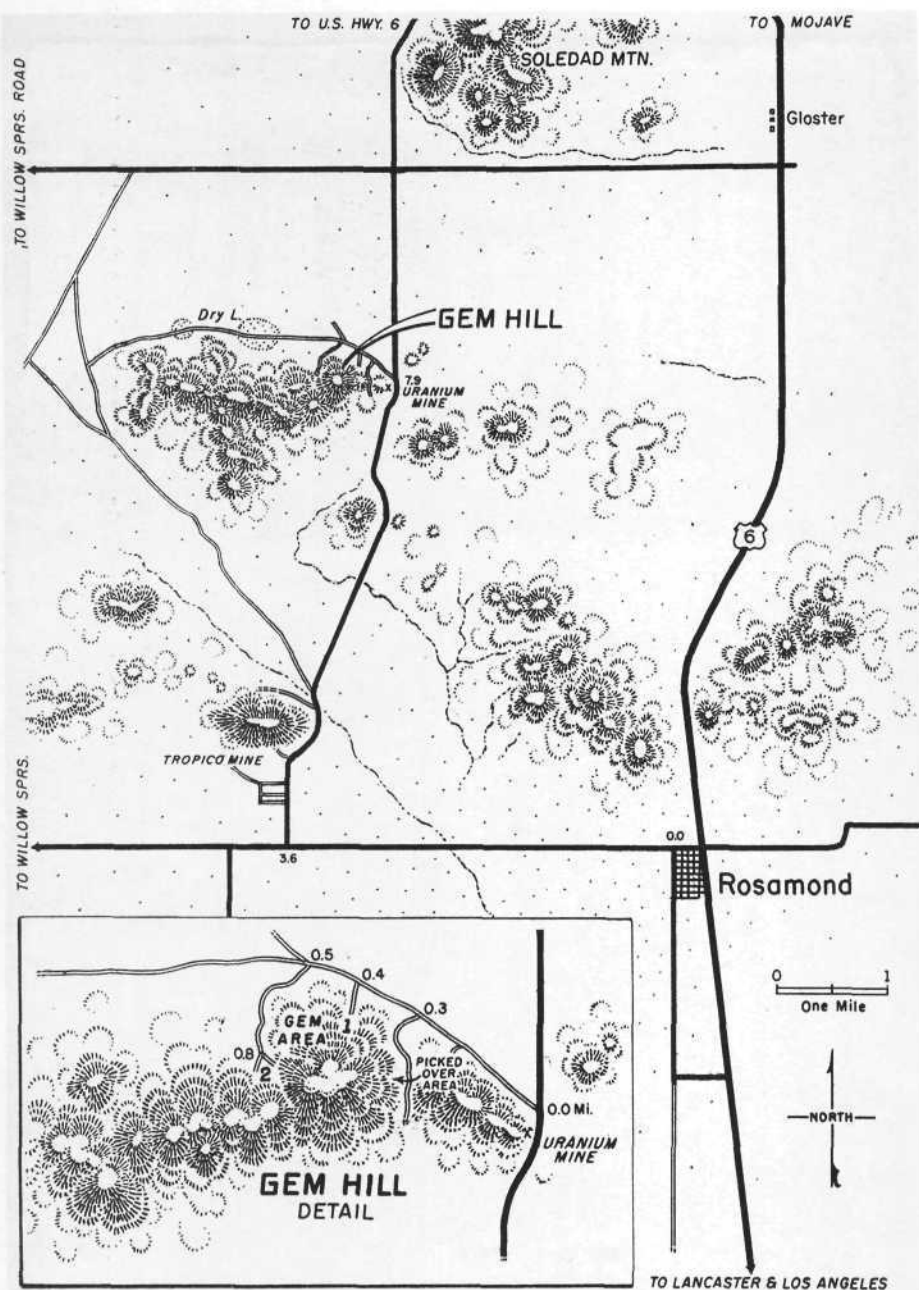 TO U.S. HWY. 6
TO MOJAVE
SOLEDAD MTN.
Gloster
TO WILLOW SPRS. ROAD
Dry L.
GEM HILL
7.9
URANIUM
MINE
6
TROPICO MINE
TO WILLOW SPRS.
3.6
0.0
Rosamond
0 1
One Mile
NORTH
0.5
0.4
0.3
GEM
AREA
1
0.8
2
PICKED
OVER
AREA
0.0 Mi.
X
URANIUM
MINE
GEM HILL
DETAIL
TO LANCASTER & LOS ANGELES